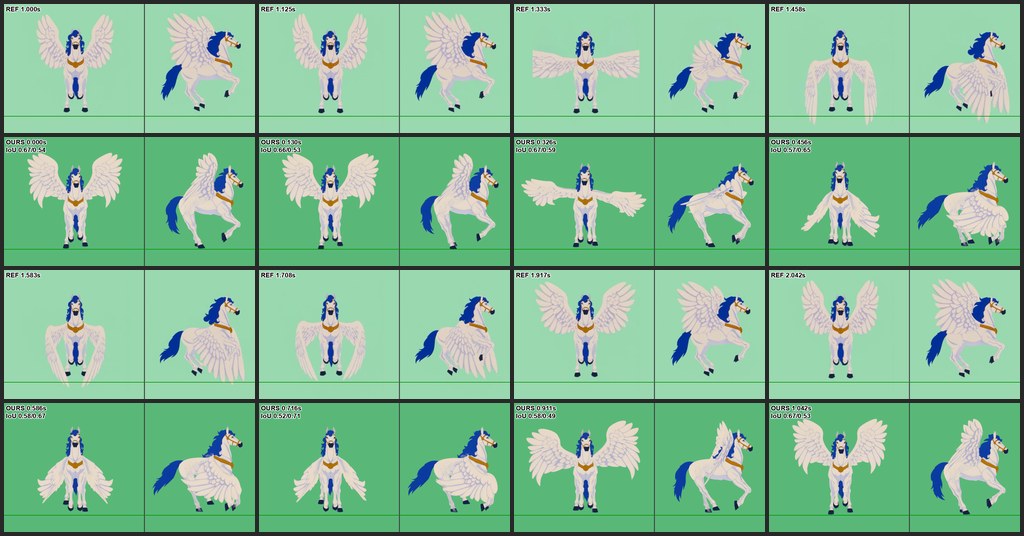 REF 1.000s
REF 1.125s
REF 1.333s
REF 1.458s
OURS 0.000s
IoU 0.67/0.54
OURS 0.130s
IoU 0.66/0.53
OURS 0.326s
IoU 0.67/0.59
OURS 0.456s
IoU 0.57/0.65
REF 1.583s
REF 1.708s
REF 1.917s
REF 2.042s
OURS 0.586s
IoU 0.58/0.67
OURS 0.716s
IoU 0.52/0.71
OURS 0.911s
IoU 0.58/0.49
OURS 1.042s
IoU 0.67/0.53